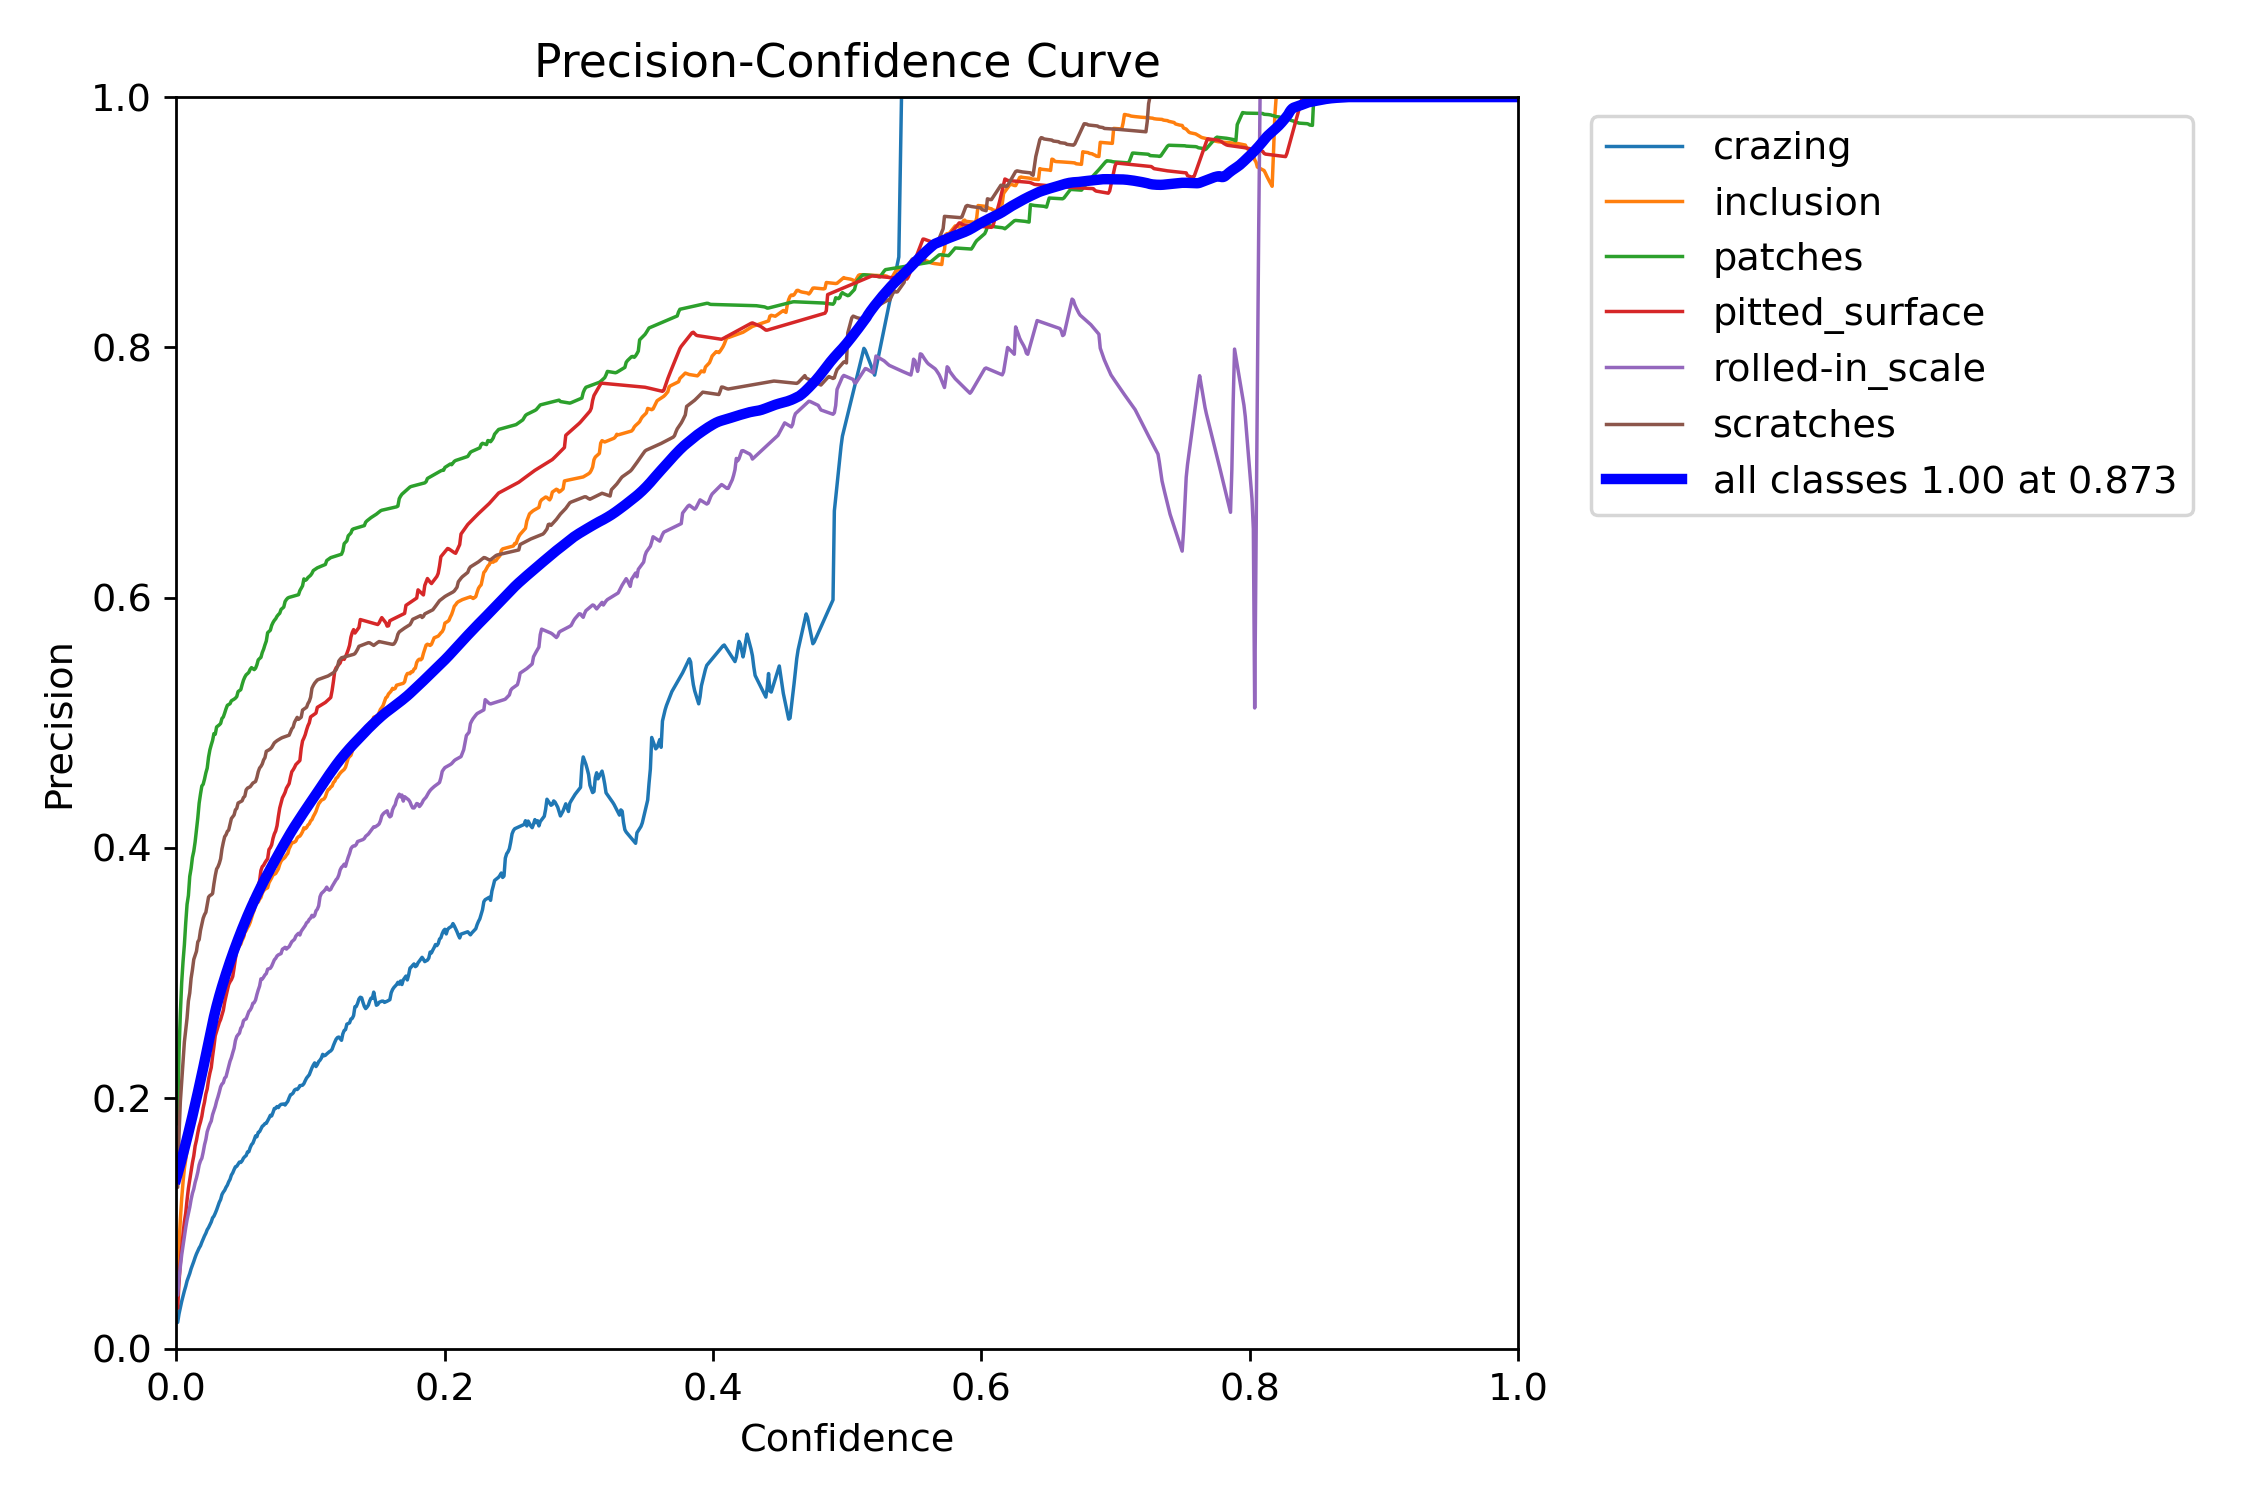 Precision-Confidence Curve
1.0
0.8
0.6
0.4
0.2
0.0
Precision
0.0 0.2 0.4 0.6 0.8 1.0
Confidence
crazing
inclusion
patches
pitted_surface
rolled-in_scale
scratches
all classes 1.00 at 0.873